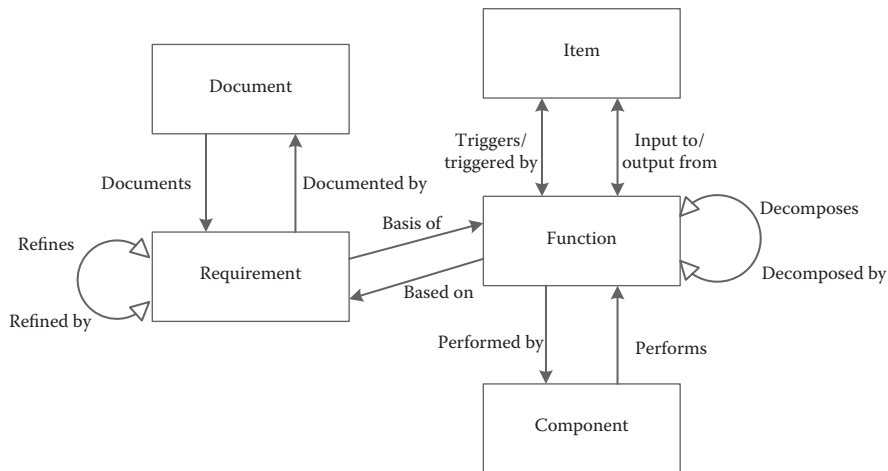 Item
Document
Triggers/
triggered by
Input to/
output from
Documents
Documented by
Decomposes
Basis of
Refines
Function
Requirement
Decomposed by
Based on
Refined by
Performed by
Performs
Component